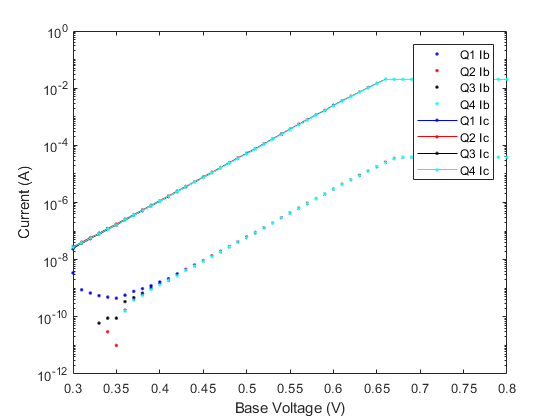 10^0
10^-2
10^-4
10^-6
10^-8
10^-10
10^-12
Current (A)
Q1 Ib
Q2 Ib
Q3 Ib
Q4 Ib
Q1 Ic
Q2 Ic
Q3 Ic
Q4 Ic
0.3 0.35 0.4 0.45 0.5 0.55 0.6 0.65 0.7 0.75 0.8
Base Voltage (V)